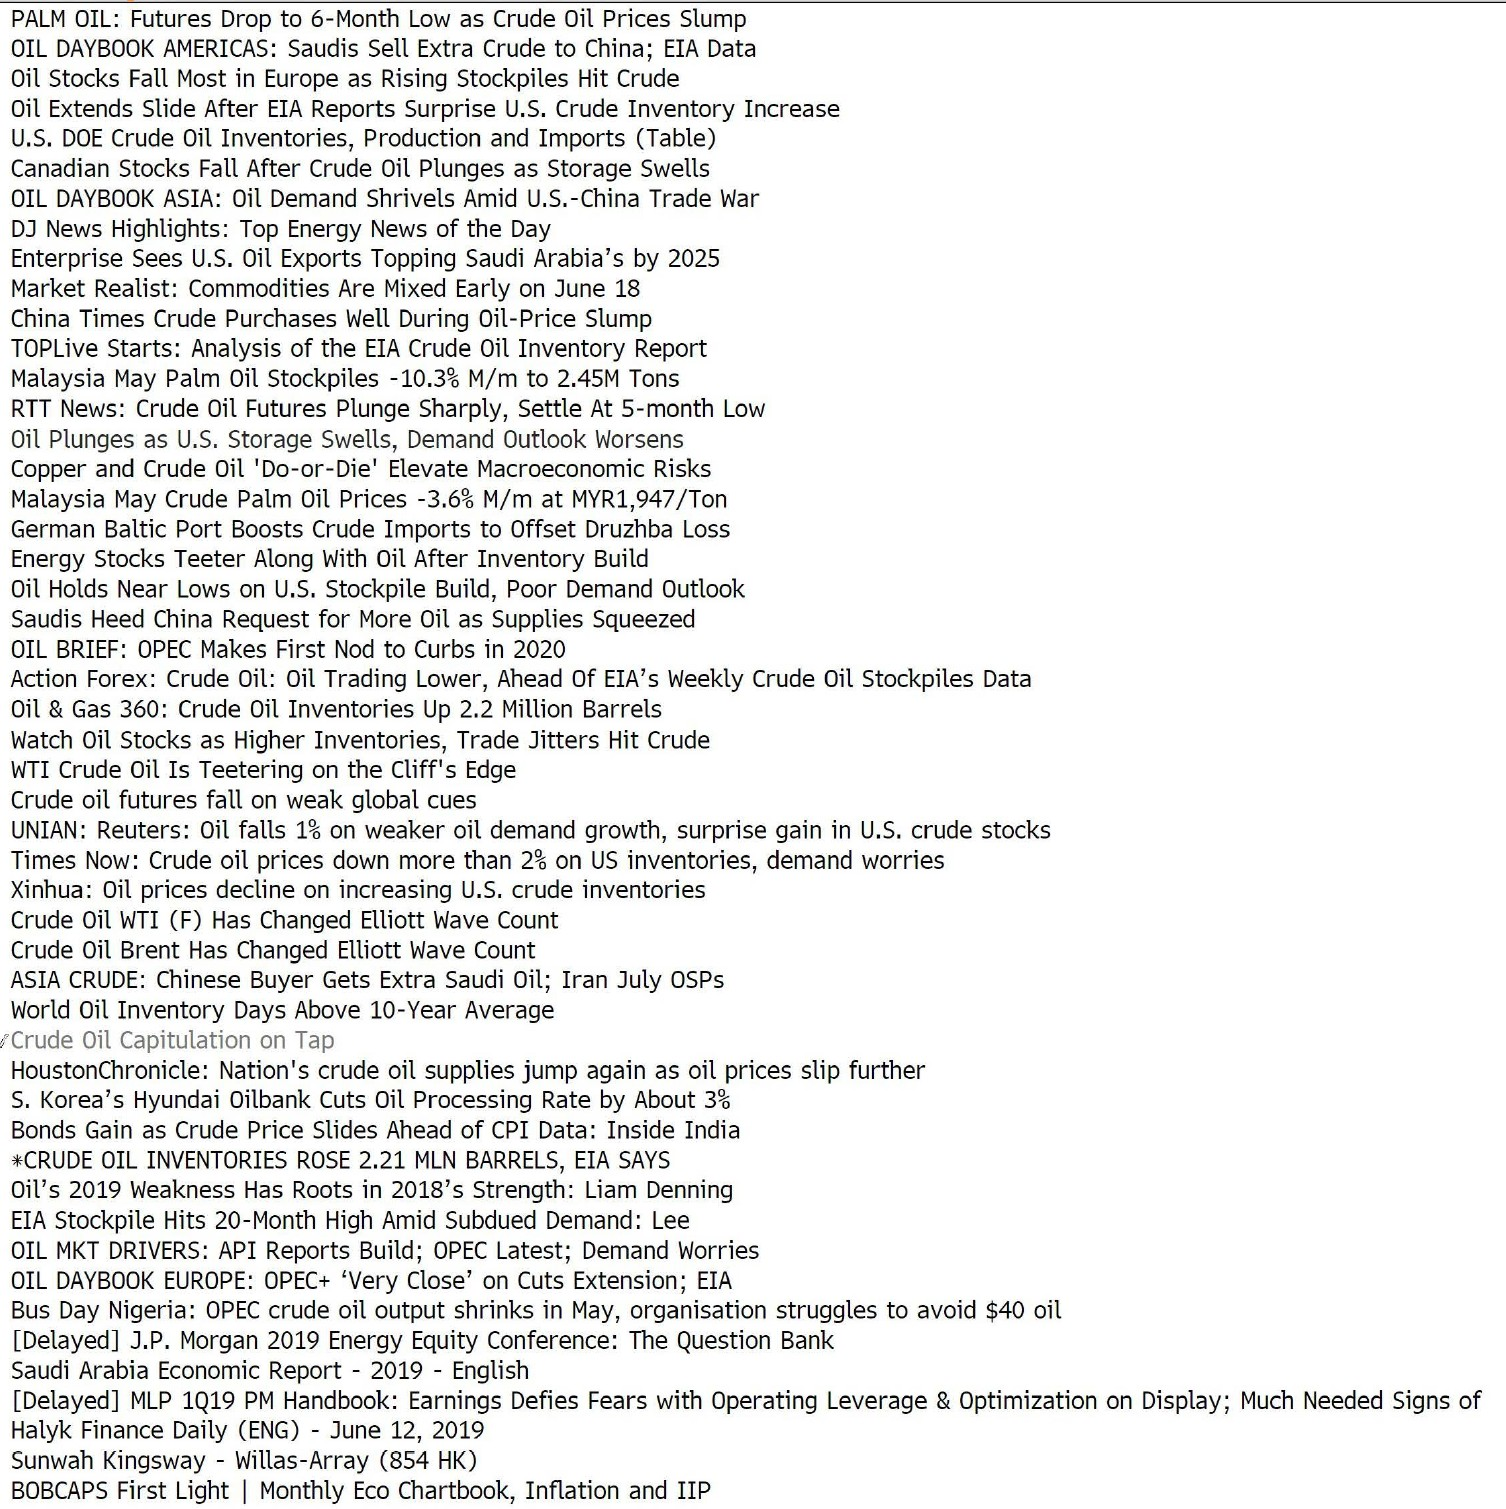 PALM OIL: Futures Drop to 6-Month Low as Crude Oil Prices Slump
OIL DAYBOOK AMERICAS: Saudis Sell Extra Crude to China; EIA Data
Oil Stocks Fall Most in Europe as Rising Stockpiles Hit Crude
Oil Extends Slide After EIA Reports Surprise U.S. Crude Inventory Increase
U.S. DOE Crude Oil Inventories, Production and Imports (Table)
Canadian Stocks Fall After Crude Oil Plunges as Storage Swells
OIL DAYBOOK ASIA: Oil Demand Shrivels Amid U.S.-China Trade War
DJ News Highlights: Top Energy News of the Day
Enterprise Sees U.S. Oil Exports Topping Saudi Arabia’s by 2025
Market Realist: Commodities Are Mixed Early on June 18
China Times Crude Purchases Well During Oil-Price Slump
TOPLive Starts: Analysis of the EIA Crude Oil Inventory Report
Malaysia May Palm Oil Stockpiles -10.3% M/m to 2.45M Tons
RTT News: Crude Oil Futures Plunge Sharply, Settle At 5-month Low
Oil Plunges as U.S. Storage Swells, Demand Outlook Worsens
Copper and Crude Oil 'Do-or-Die' Elevate Macroeconomic Risks
Malaysia May Crude Palm Oil Prices -3.6% M/m at MYR1,947/Ton
German Baltic Port Boosts Crude Imports to Offset Druzhba Loss
Energy Stocks Teeter Along With Oil After Inventory Build
Oil Holds Near Lows on U.S. Stockpile Build, Poor Demand Outlook
Saudis Heed China Request for More Oil as Supplies Squeezed
OIL BRIEF: OPEC Makes First Nod to Curbs in 2020
Action Forex: Crude Oil: Oil Trading Lower, Ahead Of EIA’s Weekly Crude Oil Stockpiles Data
Oil & Gas 360: Crude Oil Inventories Up 2.2 Million Barrels
Watch Oil Stocks as Higher Inventories, Trade Jitters Hit Crude
WTI Crude Oil Is Teetering on the Cliff's Edge
Crude oil futures fall on weak global cues
UNIAN: Reuters: Oil falls 1% on weaker oil demand growth, surprise gain in U.S. crude stocks
Times Now: Crude oil prices down more than 2% on US inventories, demand worries
Xinhua: Oil prices decline on increasing U.S. crude inventories
Crude Oil WTI (F) Has Changed Elliott Wave Count
Crude Oil Brent Has Changed Elliott Wave Count
ASIA CRUDE: Chinese Buyer Gets Extra Saudi Oil; Iran July OSPs
World Oil Inventory Days Above 10-Year Average
Crude Oil Capitulation on Tap
HoustonChronicle: Nation's crude oil supplies jump again as oil prices slip further
S. Korea’s Hyundai Oilbank Cuts Oil Processing Rate by About 3%
Bonds Gain as Crude Price Slides Ahead of CPI Data: Inside India
*CRUDE OIL INVENTORIES ROSE 2.21 MLN BARRELS, EIA SAYS
Oil’s 2019 Weakness Has Roots in 2018’s Strength: Liam Denning
EIA Stockpile Hits 20-Month High Amid Subdued Demand: Lee
OIL MKT DRIVERS: API Reports Build; OPEC Latest; Demand Worries
OIL DAYBOOK EUROPE: OPEC+ ‘Very Close’ on Cuts Extension; EIA
Bus Day Nigeria: OPEC crude oil output shrinks in May, organisation struggles to avoid $40 oil
[Delayed] J.P. Morgan 2019 Energy Equity Conference: The Question Bank
Saudi Arabia Economic Report - 2019 - English
[Delayed] MLP 1Q19 PM Handbook: Earnings Defies Fears with Operating Leverage & Optimization on Display; Much Needed Signs of
Halyk Finance Daily (ENG) - June 12, 2019
Sunwah Kingsway - Willas-Array (854 HK)
BOBCAPS First Light | Monthly Eco Chartbook, Inflation and IIP